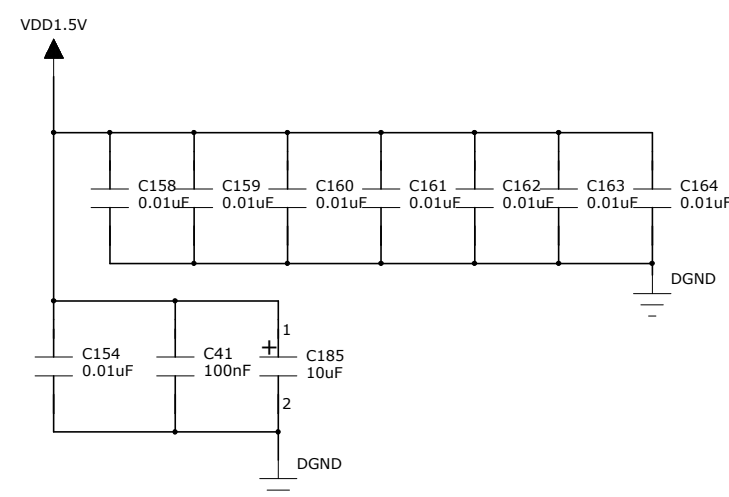 VDD1.5V
C158
0.01uF
C159
0.01uF
C160
0.01uF
C161
0.01uF
C162
0.01uF
C163
0.01uF
C164
0.01uF
DGND
1
+
C154
0.01uF
C41
100nF
C185
10uF
2
DGND